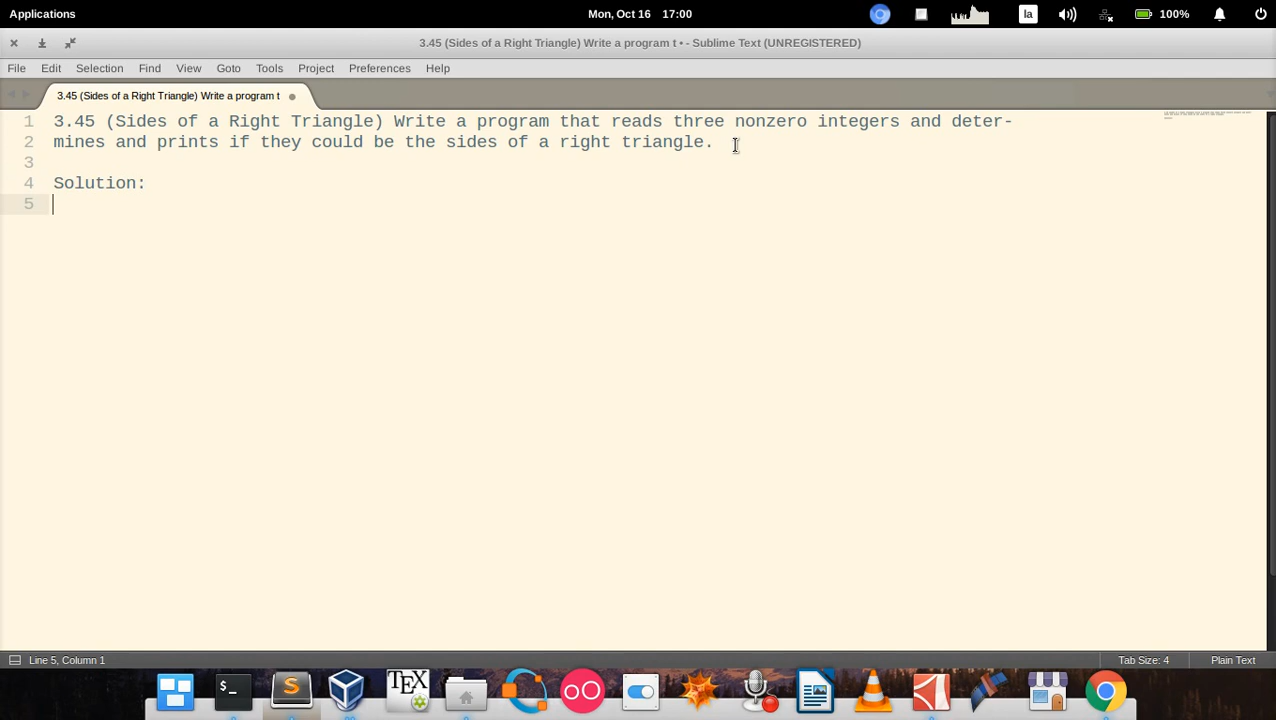 Applications
Mon, Oct 16 17:00
la
100%
3.45 (Sides of a Right Triangle) Write a program t • - Sublime Text (UNREGISTERED)
File Edit Selection Find View Goto Tools Project Preferences Help
3.45 (Sides of a Right Triangle) Write a program t
1 3.45 (Sides of a Right Triangle) Write a program that reads three nonzero integers and deter-
2 mines and prints if they could be the sides of a right triangle.
3
4 Solution:
5
Line 5, Column 1
Tab Size: 4
Plain Text
>_
S
TEX